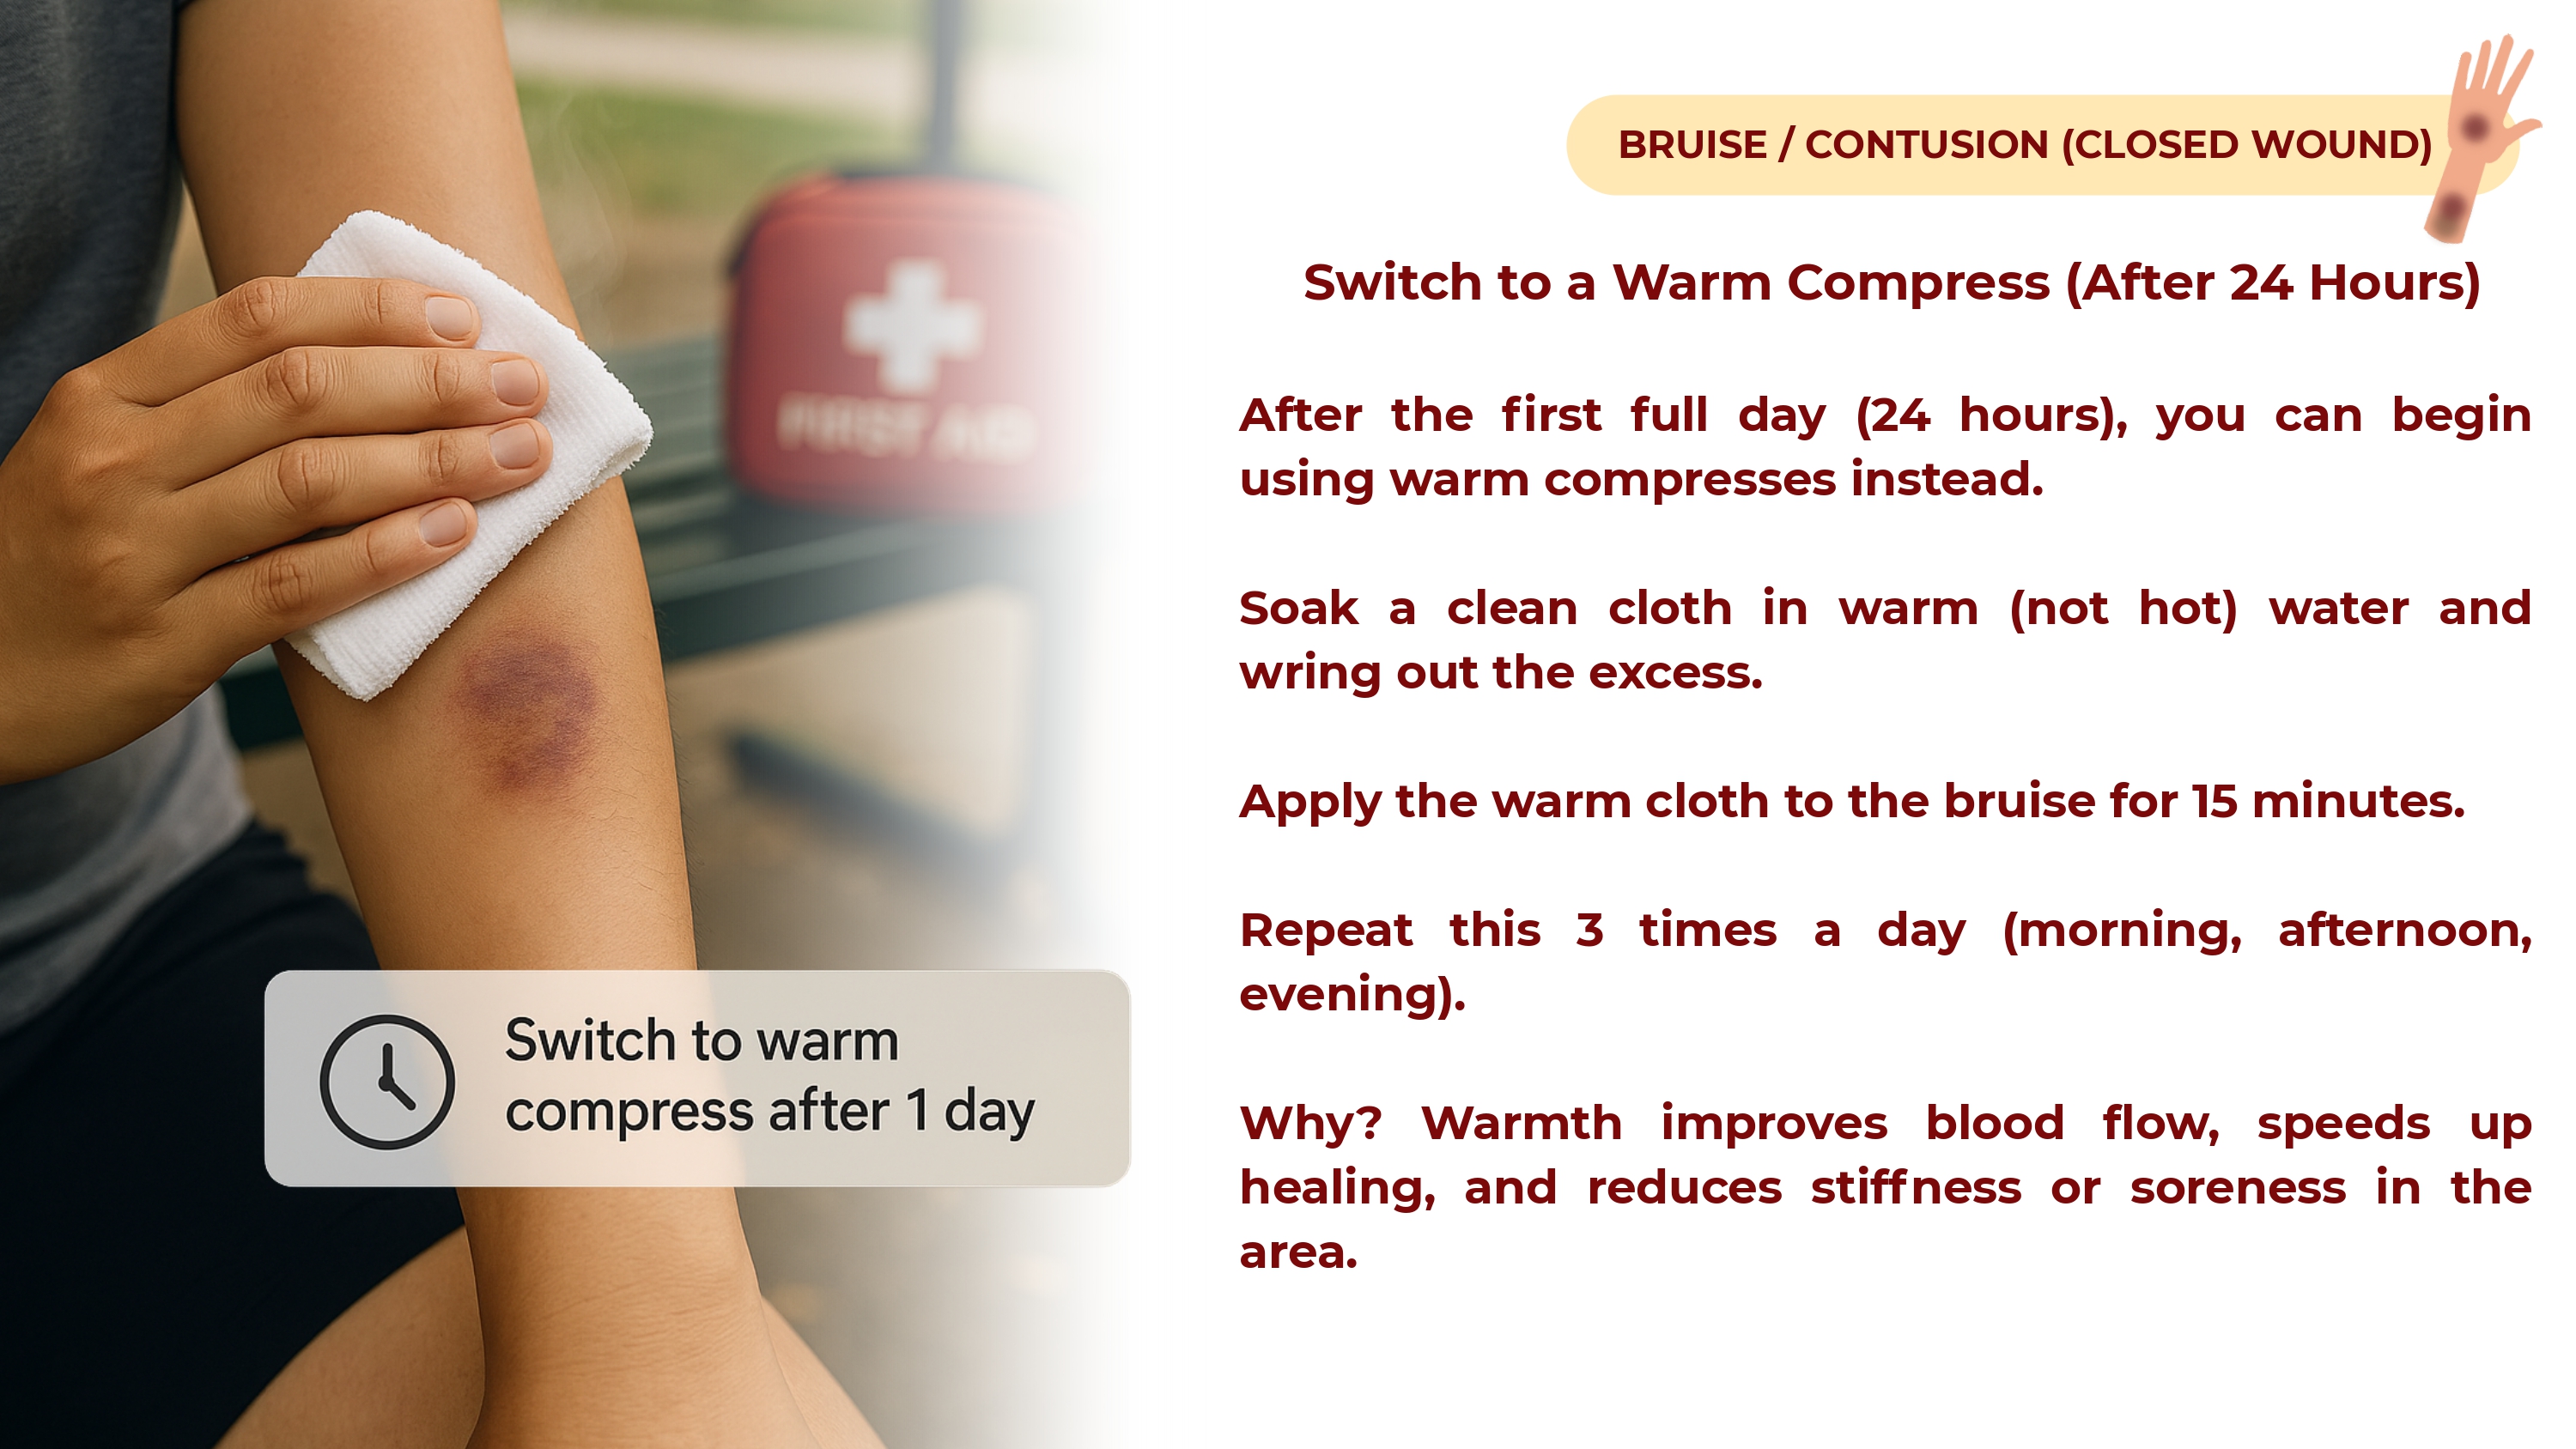 BRUISE / CONTUSION (CLOSED WOUND)
Switch to a Warm Compress (After 24 Hours)
After the first full day (24 hours), you can begin
using warm compresses instead.
Soak a clean cloth in warm (not hot) water and
wring out the excess.
Apply the warm cloth to the bruise for 15 minutes.
Repeat this 3 times a day (morning, afternoon,
evening).
Why? Warmth improves blood flow, speeds up
healing, and reduces stiffness or soreness in the
area.
FIRST AID
Switch to warm
compress after 1 day